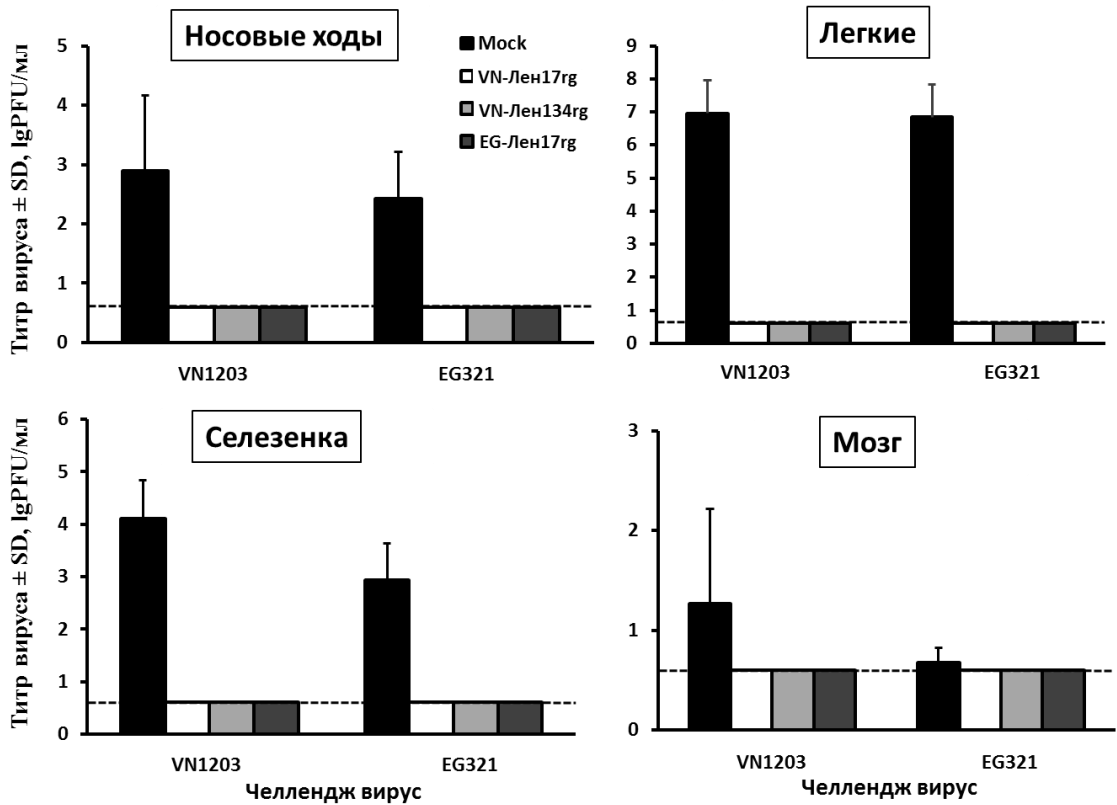 Носовые ходы
Mock
VN-Лен17rg
VN-Лен134rg
EG-Лен17rg
Титр вируса ± SD, lgPFU/мл
5
4
3
2
1
0
VN1203 EG321
Легкие
9
8
7
6
5
4
3
2
1
0
VN1203 EG321
Селезенка
Титр вируса ± SD, lgPFU/мл
6
5
4
3
2
1
0
VN1203 EG321
Челлендж вирус
Мозг
3
2
1
0
VN1203 EG321
Челлендж вирус